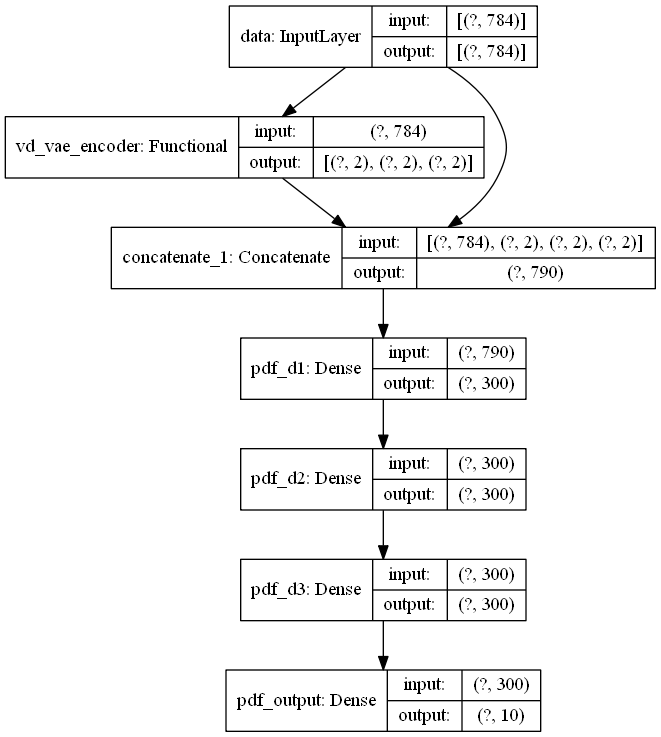 data: InputLayer
input: [(?, 784)]
output: [(?, 784)]
vd_vae_encoder: Functional
input: (?, 784)
output: [(?, 2), (?, 2), (?, 2)]
concatenate_1: Concatenate
input: [(?, 784), (?, 2), (?, 2), (?, 2)]
output: (?, 790)
pdf_d1: Dense
input: (?, 790)
output: (?, 300)
pdf_d2: Dense
input: (?, 300)
output: (?, 300)
pdf_d3: Dense
input: (?, 300)
output: (?, 300)
pdf_output: Dense
input: (?, 300)
output: (?, 10)